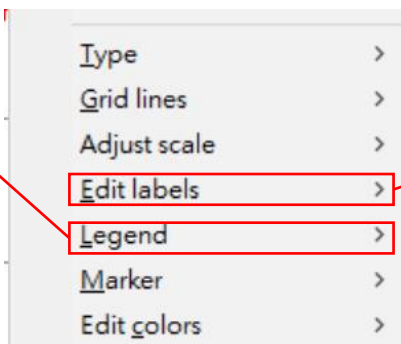 Type
Grid lines
Adjust scale
Edit labels
Legend
Marker
Edit colors